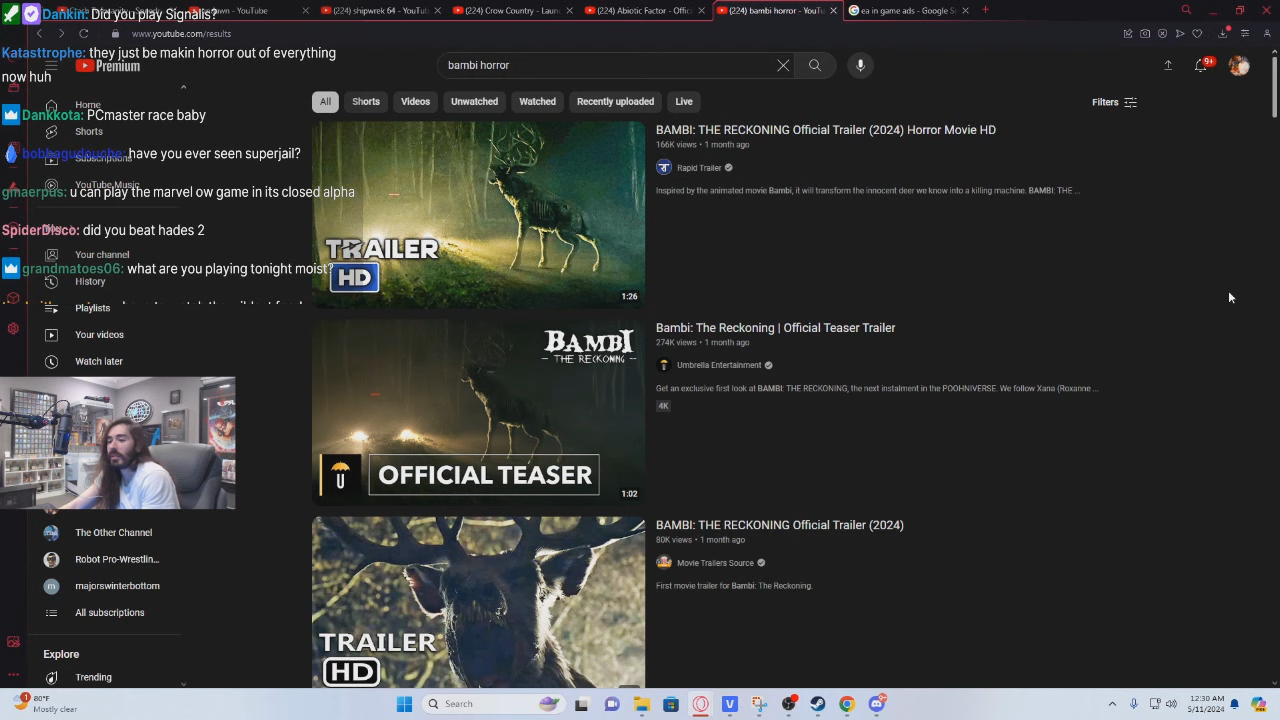 Dankin: Did you play Signalis?
YouTube
(224) shipwrek 64 - YouTub
(224) Crow Country - Laun
(224) Abiotic Factor - Offic
(224) bambi horror - YouTu
ea in game ads - Google S
www.youtube.com/results
Katastrophe: they just be makin horror out of everything
now huh
Premium
bambi horror
9+
Home
All
Shorts
Videos
Unwatched
Watched
Recently uploaded
Live
Filters
Dankkota: PCmaster race baby
Shorts
bobbagudsuche: have you ever seen superjail?
Subscriptions
YouTube Music
gmaerpus: u can play the marvel ow game in its closed alpha
SpiderDisco: did you beat hades 2
Your channel
grandmatoes06: what are you playing tonight moist?
History
Playlists
Your videos
Watch later
The Other Channel
Robot Pro-Wrestlin...
m
majorswinterbottom
All subscriptions
Explore
Trending
TRAILER
HD
1:26
BAMBI: THE RECKONING Official Trailer (2024) Horror Movie HD
166K views • 1 month ago
Rapid Trailer
Inspired by the animated movie Bambi, it will transform the innocent deer we know into a killing machine. BAMBI: THE ...
BAMBI
THE RECKONING
U
OFFICIAL TEASER
1:02
Bambi: The Reckoning | Official Teaser Trailer
274K views • 1 month ago
Umbrella Entertainment
Get an exclusive first look at BAMBI: THE RECKONING, the next instalment in the POOHNIVERSE. We follow Xana (Roxanne ...
4K
TRAILER
HD
BAMBI: THE RECKONING Official Trailer (2024)
80K views • 1 month ago
Movie Trailers Source
First movie trailer for Bambi: The Reckoning.
1
80°F
Mostly clear
Search
12:30 AM
5/11/2024